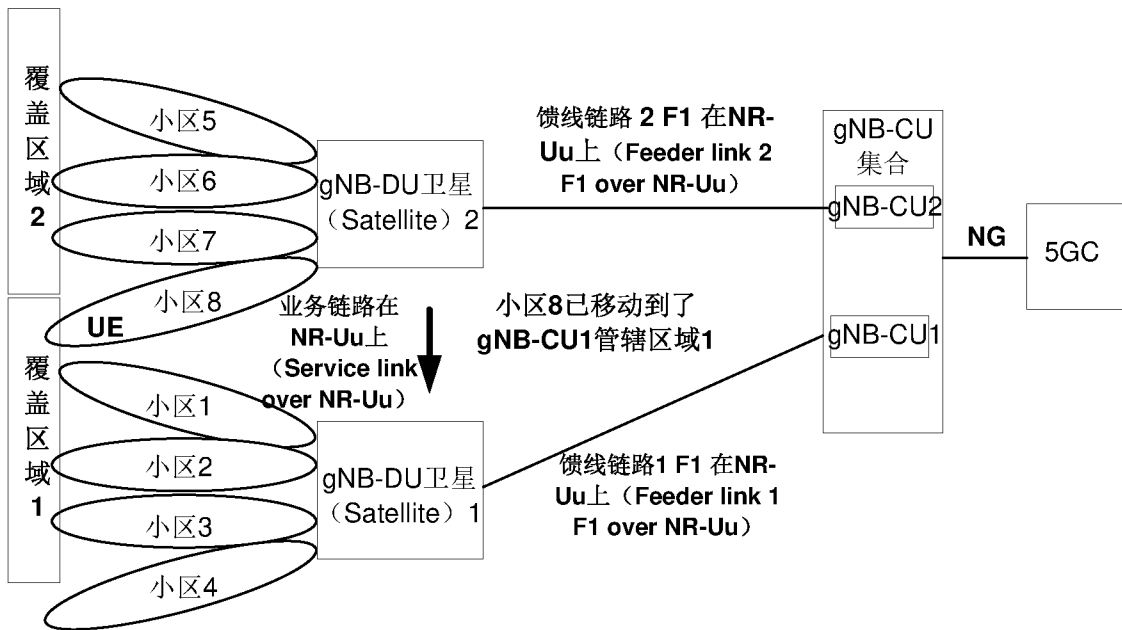 覆盖区域2
小区5
小区6
小区7
小区8
UE
gNB-DU卫星
（Satellite）2
馈线链路 2 F1 在NR-
Uu上（Feeder link 2
F1 over NR-Uu）
gNB-CU
集合
gNB-CU2
NG
5GC
业务链路在
NR-Uu上
（Service link
over NR-Uu）
小区8已移动到了
gNB-CU1管辖区域1
gNB-CU1
覆盖区域1
小区1
小区2
小区3
小区4
gNB-DU卫星
（Satellite）1
馈线链路1 F1 在NR-
Uu上（Feeder link 1
F1 over NR-Uu）